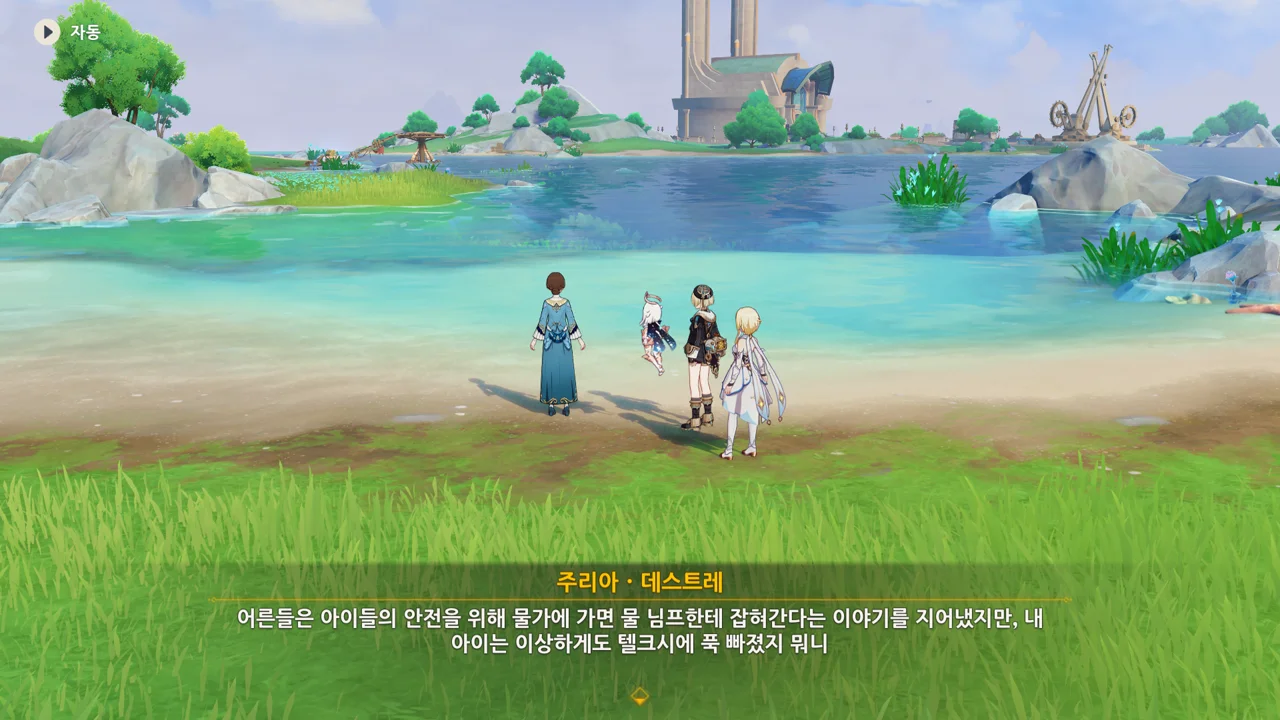 자동
주리아 · 데스트레
어른들은 아이들의 안전을 위해 물가에 가면 물 님프한테 잡혀간다는 이야기를 지어냈지만, 내
아이는 이상하게도 텔크시에 푹 빠졌지 뭐니